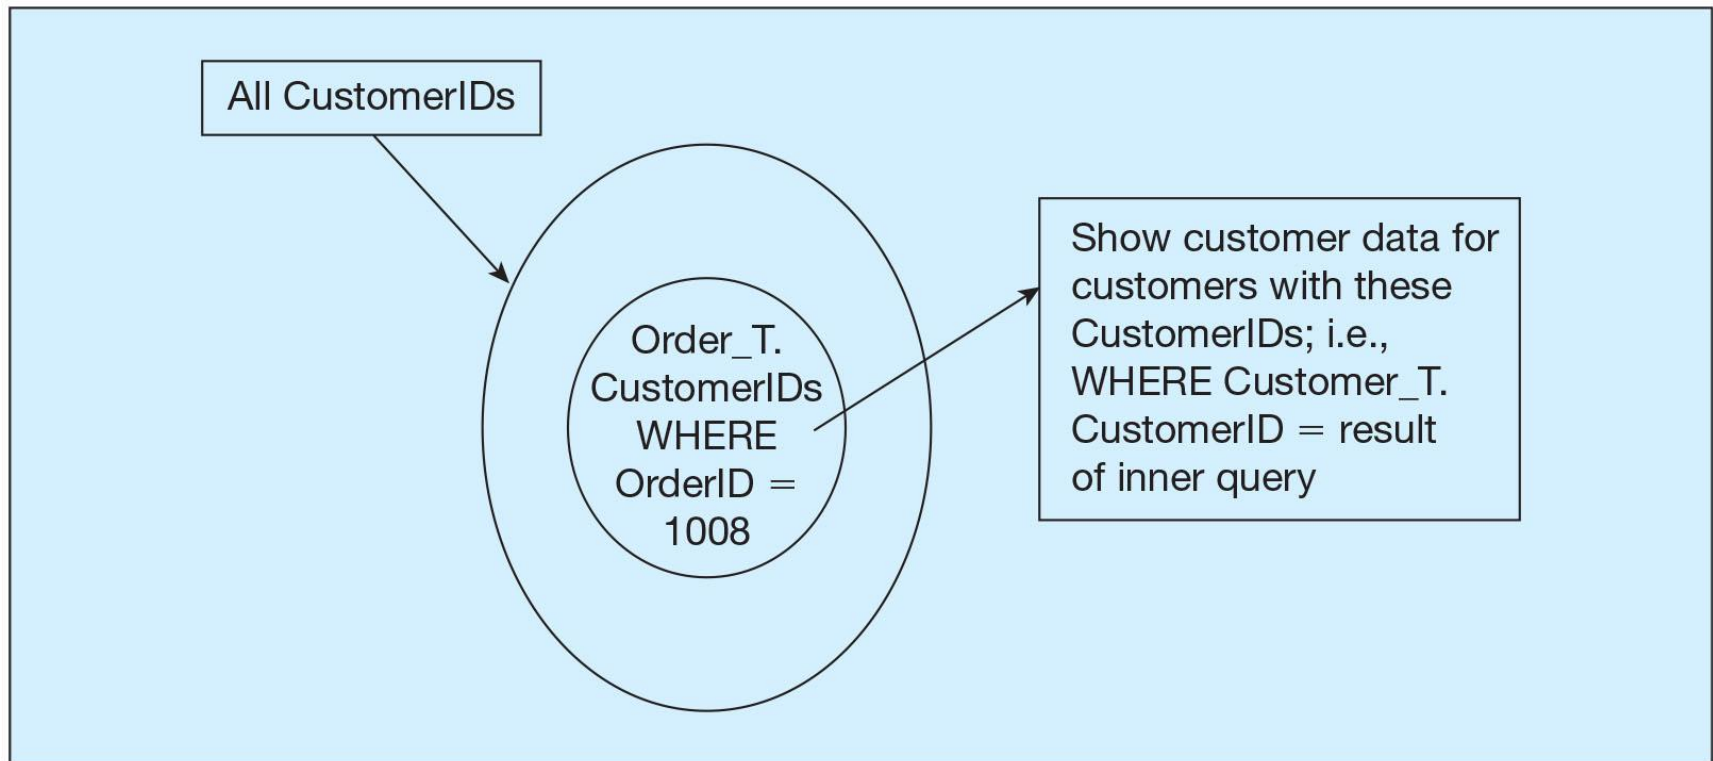 All CustomerIDs
Order_T.
CustomerIDs
WHERE
OrderID =
1008
Show customer data for
customers with these
CustomerIDs; i.e.,
WHERE Customer_T.
CustomerID = result
of inner query